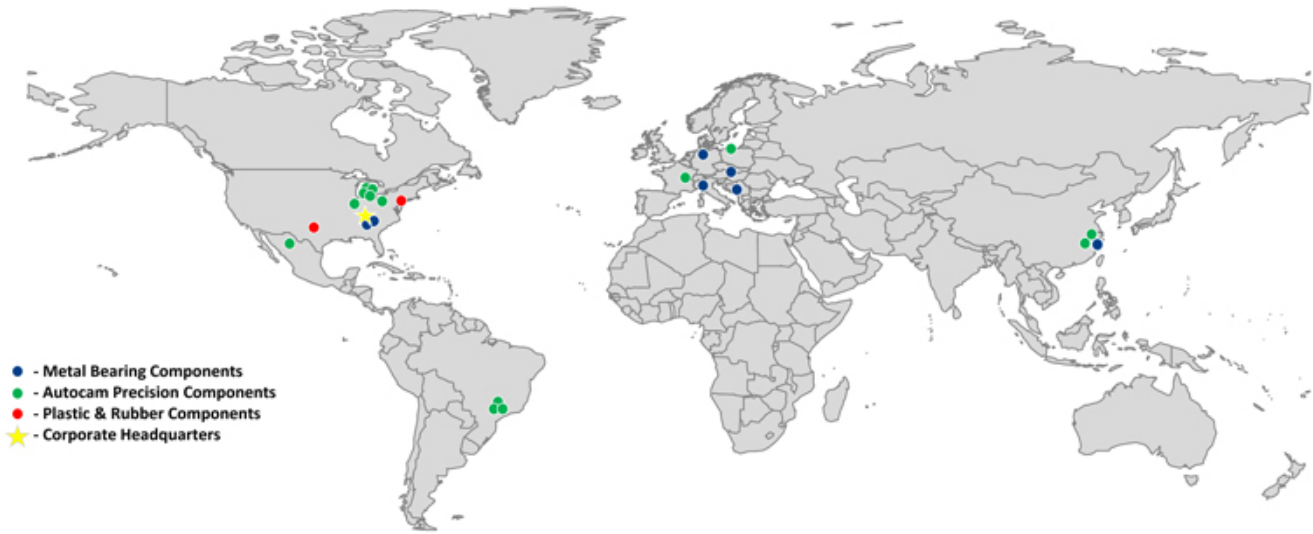 - Metal Bearing Components
- Autocam Precision Components
- Plastic & Rubber Components
- Corporate Headquarters